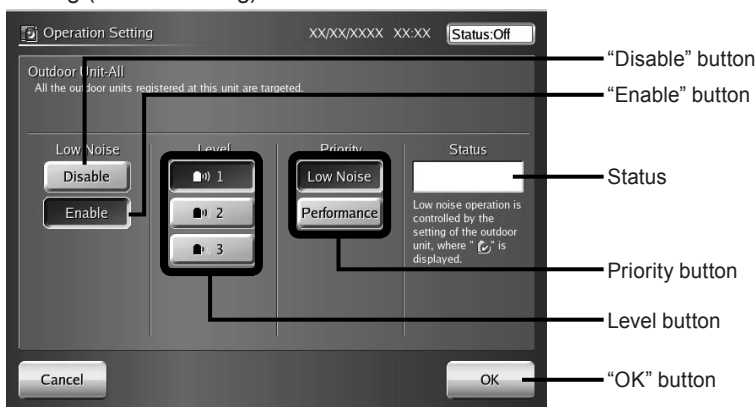 Operation Setting
XX/XX/XXXX XX:XX
Status:Off
Outdoor Unit-All
All the outdoor units registered at this unit are targeted.
Low Noise
Disable
Enable
Level
1
2
3
Priority
Low Noise
Performance
Status
Low noise operation is
controlled by the
setting of the outdoor
unit, where " " is
displayed.
Cancel
OK
“Disable” button
“Enable” button
Status
Priority button
Level button
“OK” button